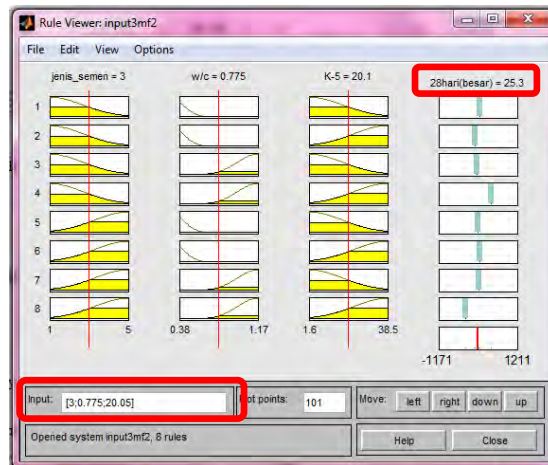 Rule Viewer: input3mf2
File Edit View Options
jenis_semen = 3 w/c = 0.775 K-5 = 20.1 28hari(besar) = 25.3
1
2
3
4
5
6
7
8
1 5 0.38 1.17 1.6 38.5
-1171 1211
Input: [3;0.775;20.05] Plot points: 101 Move: left right down up
Opened system input3mf2, 8 rules Help Close